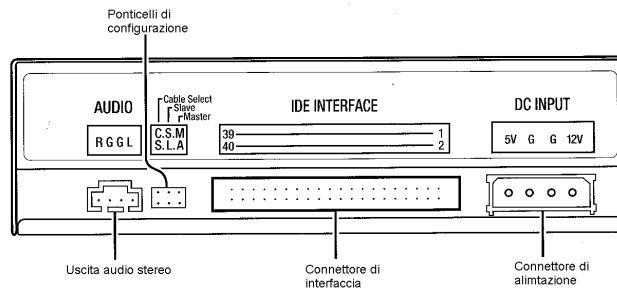 Ponticelli di
configurazione
AUDIO
Cable Select
Slave
Master
IDE INTERFACE
DC INPUT
R G G L
C.S.M
S.L.A
39
1
40
2
5V G G 12V
Uscita audio stereo
Connettore di
interfaccia
Connettore di
alimtazione